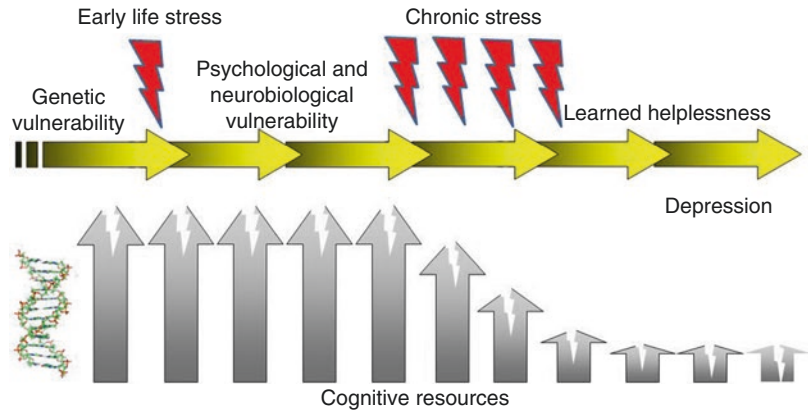 Early life stress
Chronic stress
Psychological and
neurobiological
vulnerability
Genetic
vulnerability
Learned helplessness
Depression
Cognitive resources